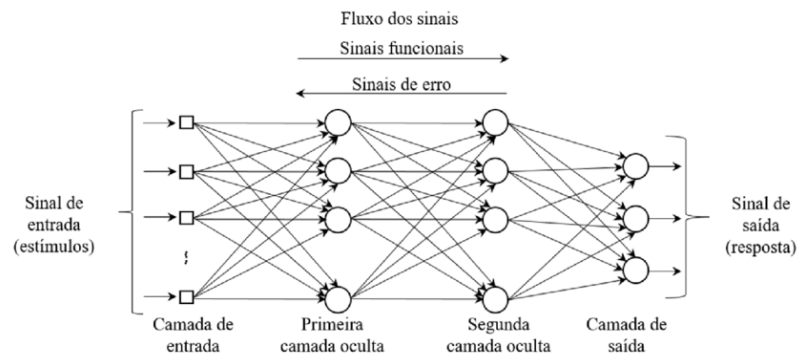 Fluxo dos sinais
Sinais funcionais
Sinais de erro
Sinal de
entrada
(estímulos)
Sinal de
saída
(resposta)
Camada de
entrada
Primeira
camada oculta
Segunda
camada oculta
Camada de
saída